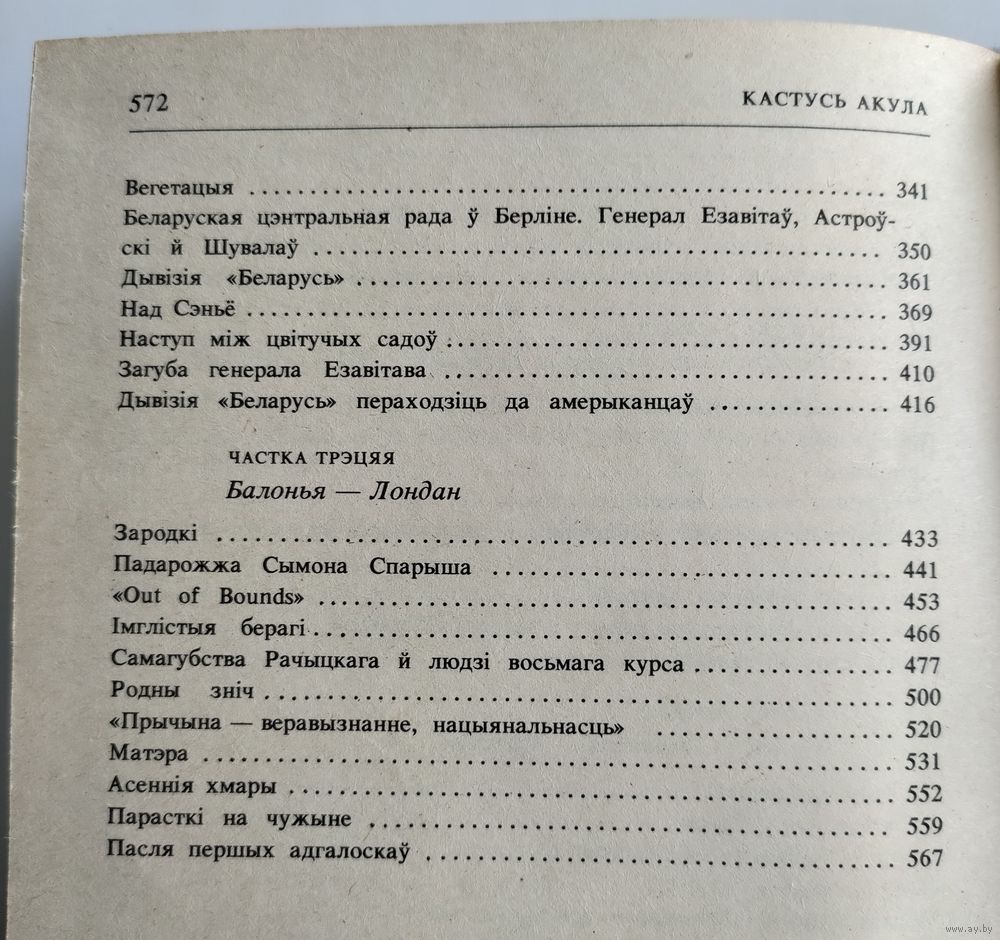 572 КАСТУСЬ АКУЛА
Вегетацыя ........ 341
Беларуская цэнтральная рада ў Берліне. Генерал Езавітаў, Астроў-
скі й Шувалаў ........ 350
Дывізія «Беларусь» ........ 361
Над Сэньё ........ 369
Наступ між цвітучых садоў ........ 391
Загуба генерала Езавітава ........ 410
Дывізія «Беларусь» пераходзіць да амерыканцаў ........ 416
ЧАСТКА ТРЭЦЯЯ
Балонья — Лондан
Зародкі ........ 433
Падарожжа Сымона Спарыша ........ 441
«Out of Bounds» ........ 453
Імглістыя берагі ........ 466
Самагубства Рачыцкага й людзі восьмага курса ........ 477
Родны зніч ........ 500
«Прычына — веравызнанне, нацыянальнасць» ........ 520
Матэра ........ 531
Асеннія хмары ........ 552
Парасткі на чужыне ........ 559
Пасля першых адгалоскаў ........ 567
www.ay.by